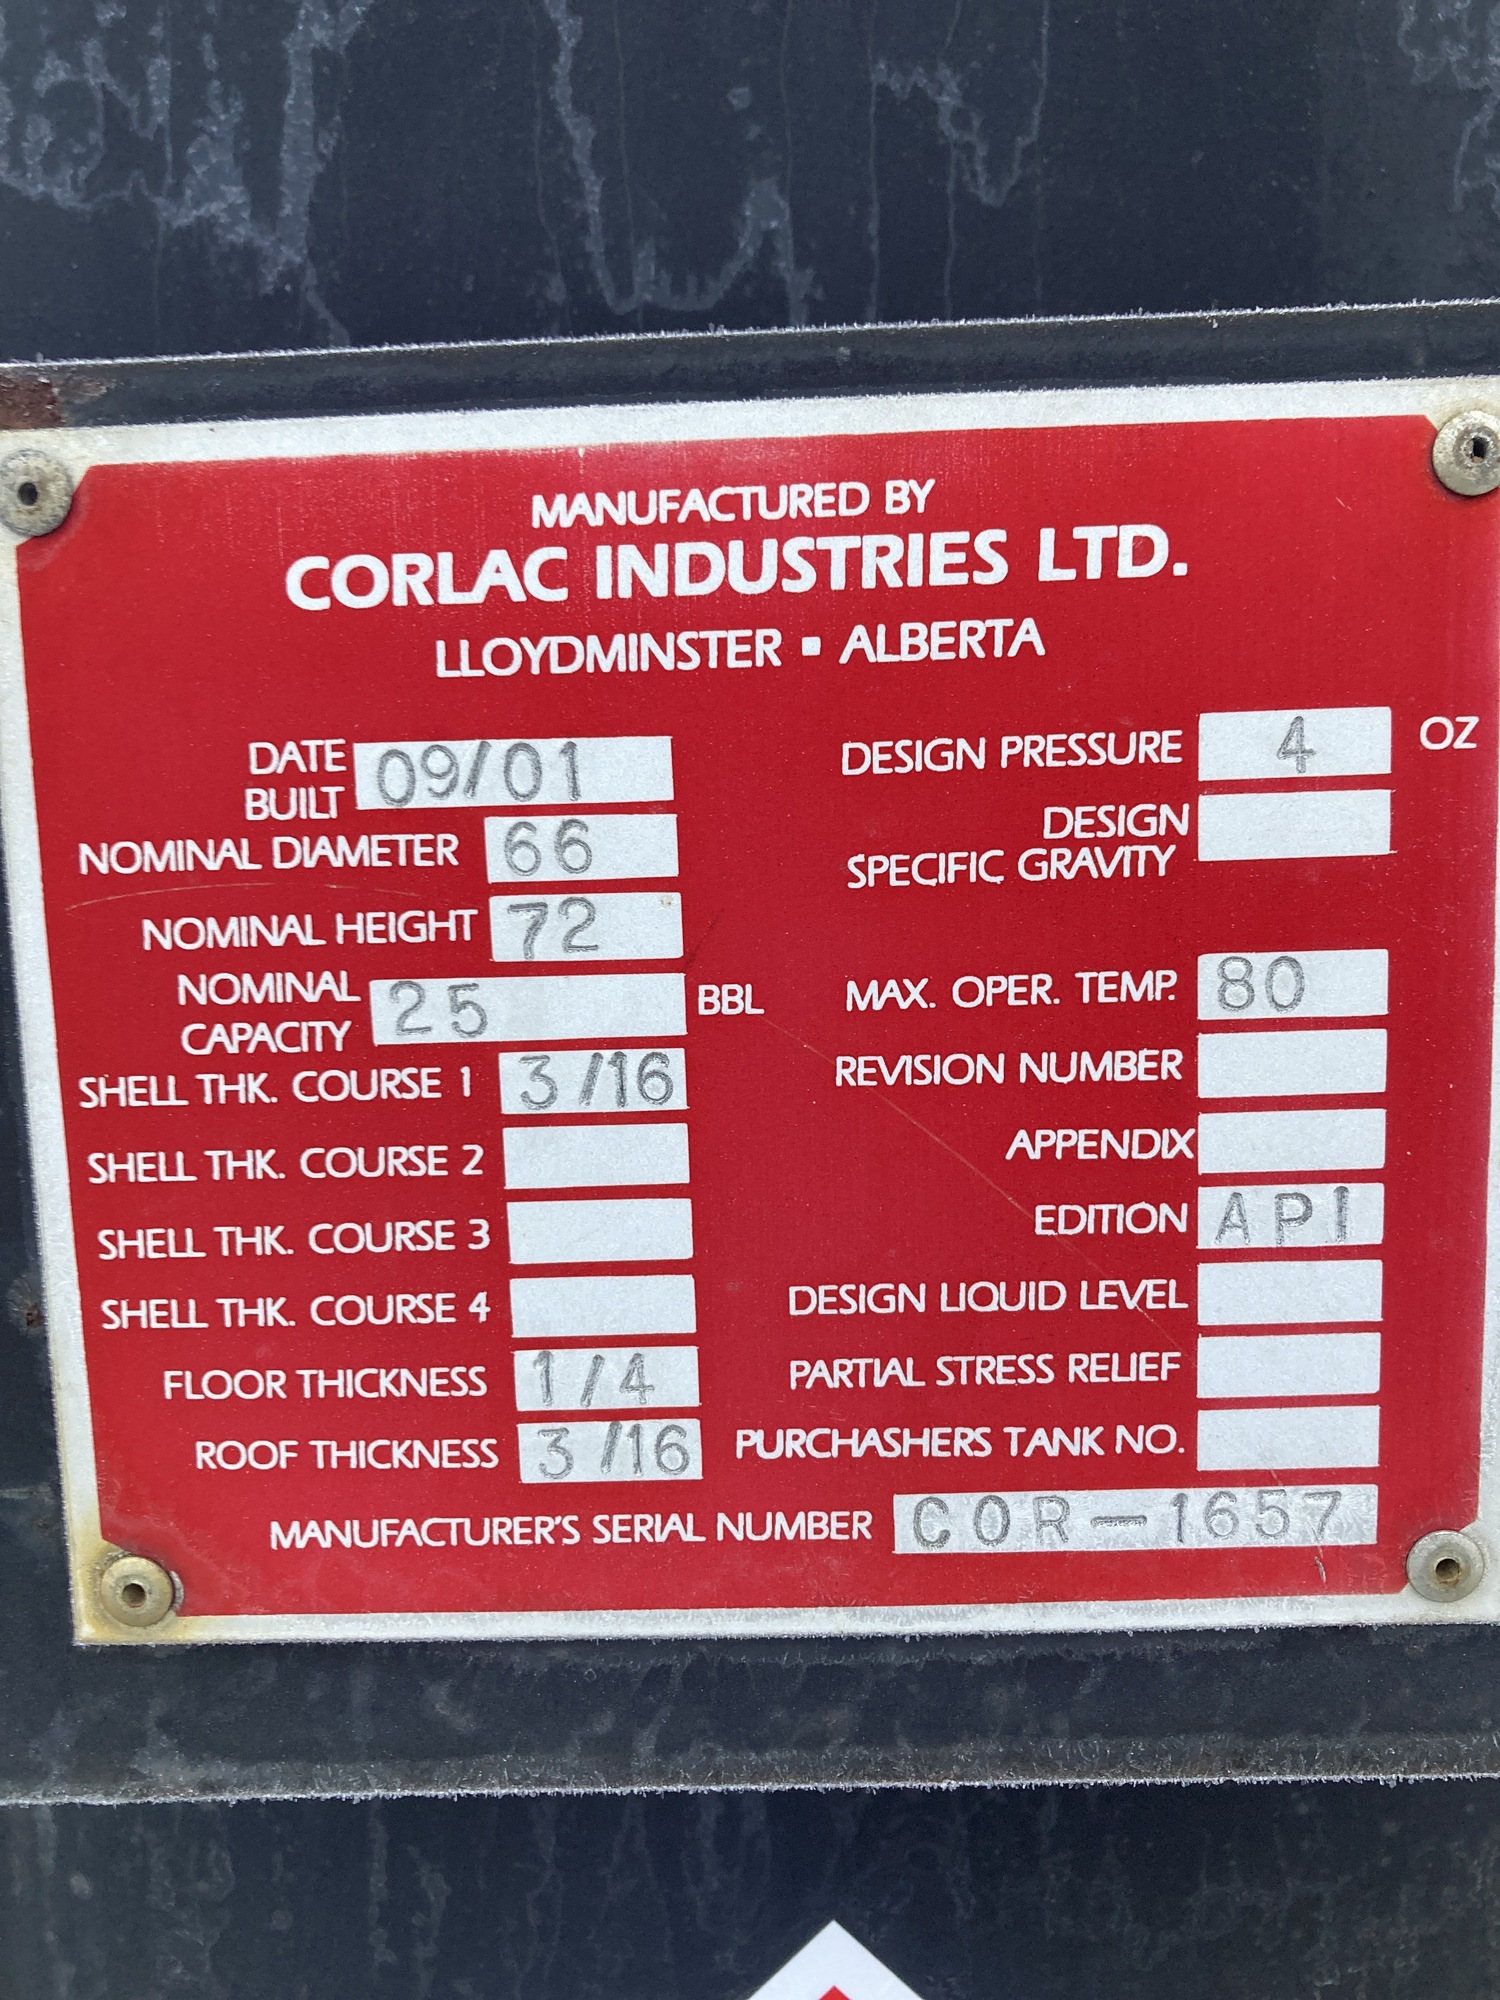 MANUFACTURED BY
CORLAC INDUSTRIES LTD.
LLOYDMINSTER ▪ ALBERTA
DATE BUILT 09/01
NOMINAL DIAMETER 66
NOMINAL HEIGHT 72
NOMINAL CAPACITY 25 BBL
SHELL THK. COURSE 1 3/16
SHELL THK. COURSE 2
SHELL THK. COURSE 3
SHELL THK. COURSE 4
FLOOR THICKNESS 1/4
ROOF THICKNESS 3/16
DESIGN PRESSURE 4 OZ
DESIGN SPECIFIC GRAVITY
MAX. OPER. TEMP. 80
REVISION NUMBER
APPENDIX
EDITION API
DESIGN LIQUID LEVEL
PARTIAL STRESS RELIEF
PURCHASHERS TANK NO.
MANUFACTURER'S SERIAL NUMBER COR-1657